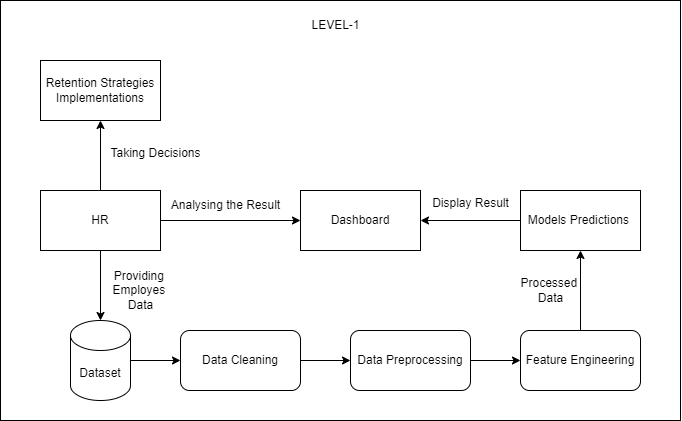 LEVEL-1
Retention Strategies
Implementations
Taking Decisions
HR
Analysing the Result
Dashboard
Display Result
Models Predictions
Providing
Employes
Data
Processed
Data
Dataset
Data Cleaning
Data Preprocessing
Feature Engineering